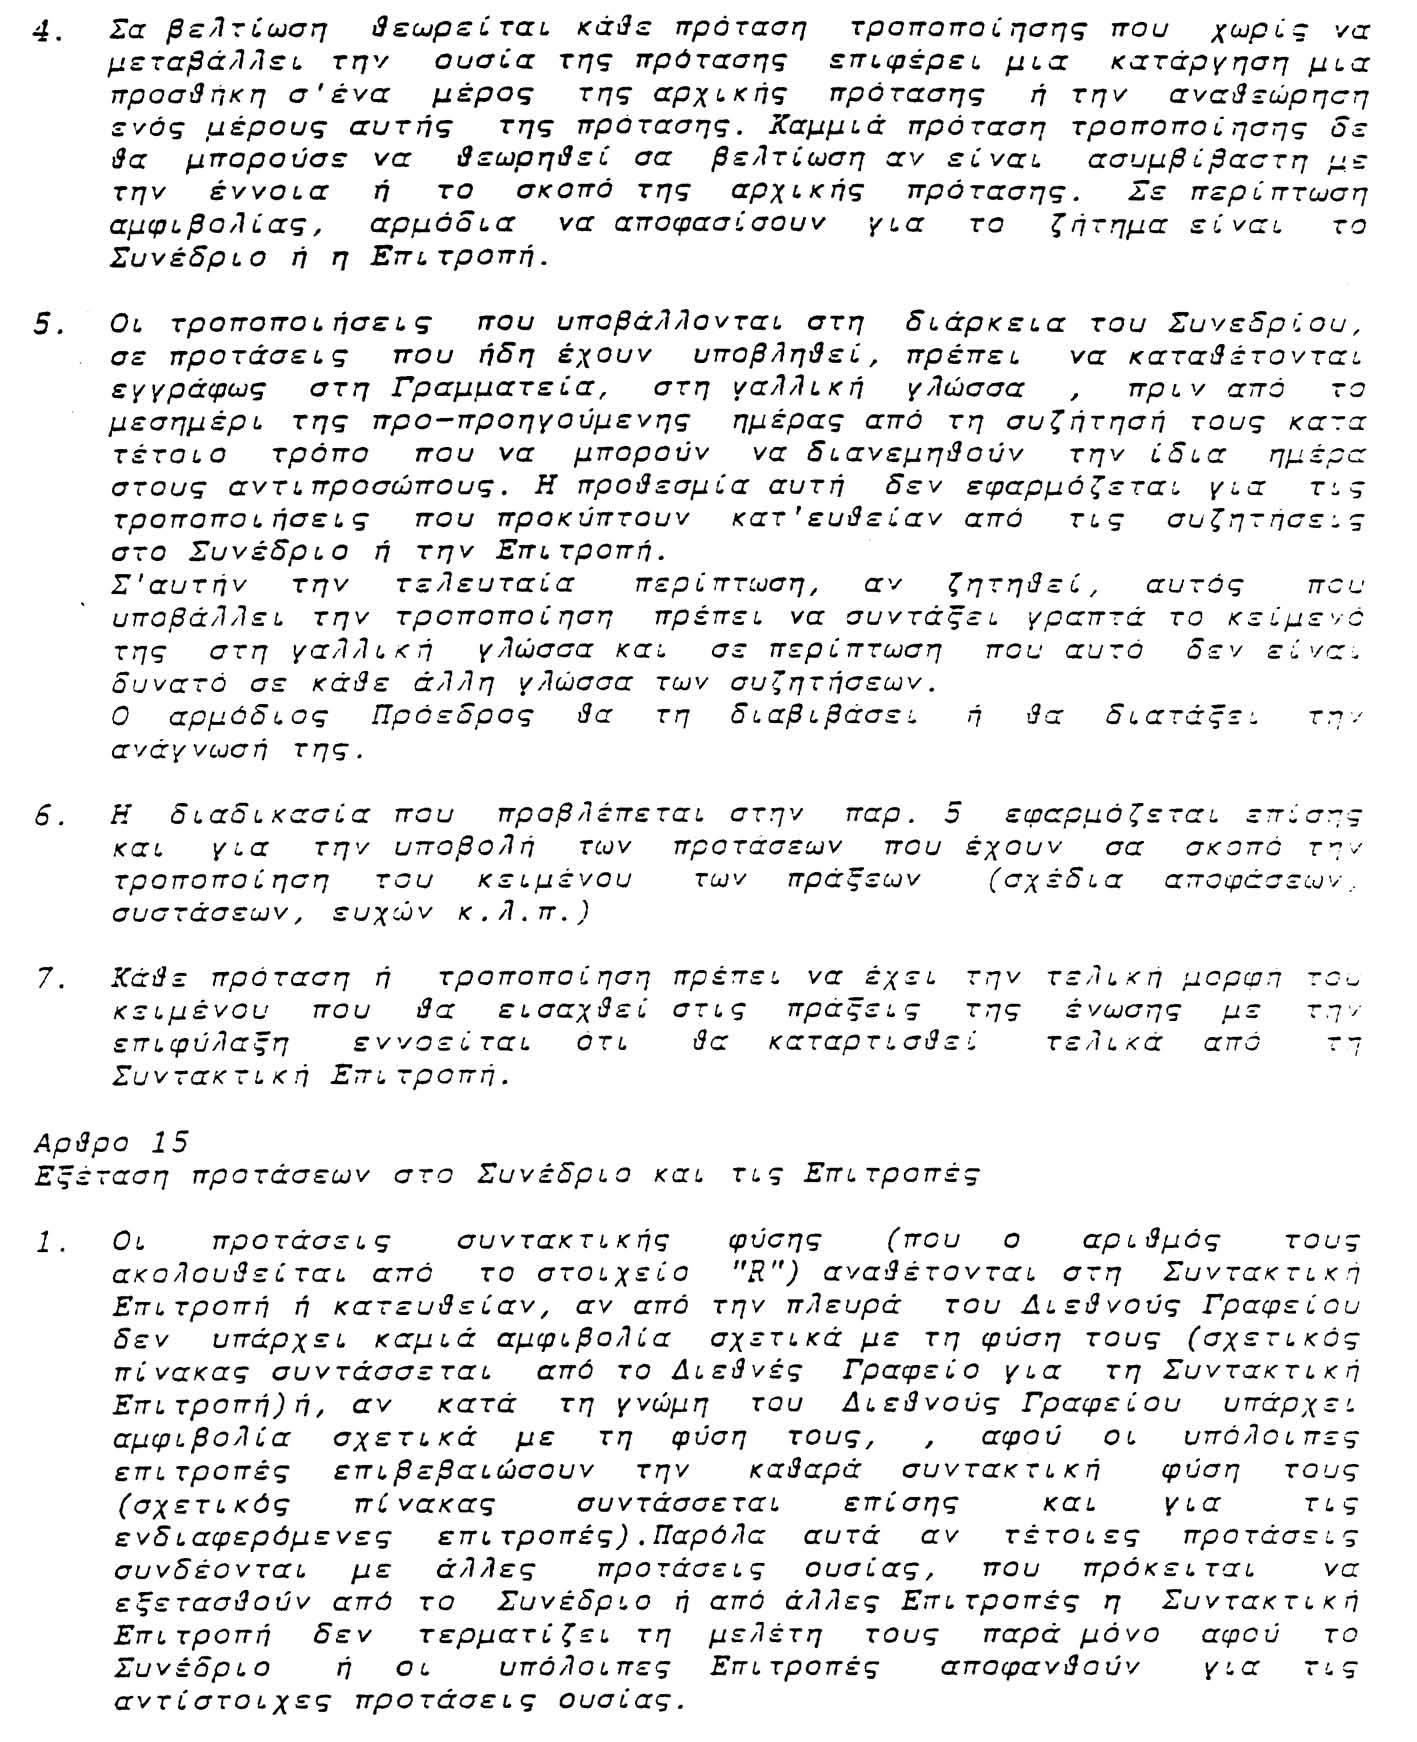 4. Σα βελτίωση θεωρείται κάθε πρόταση τροποποίησης που χωρίς να
μεταβάλλει την ουσία της πρότασης επιφέρει μια κατάργηση μια
προσθήκη σ'ένα μέρος της αρχικής πρότασης ή την αναθεώρηση
ενός μέρους αυτής της πρότασης. Καμμιά πρόταση τροποποίησης δε
θα μπορούσε να θεωρηθεί σα βελτίωση αν είναι ασυμβίβαστη με
την έννοια ή το σκοπό της αρχικής πρότασης. Σε περίπτωση
αμφιβολίας, αρμόδια να αποφασίσουν για το ζήτημα είναι το
Συνέδριο ή η Επιτροπή.
5. Οι τροποποιήσεις που υποβάλλονται στη διάρκεια του Συνεδρίου,
σε προτάσεις που ήδη έχουν υποβληθεί, πρέπει να καταθέτονται
εγγράφως στη Γραμματεία, στη γαλλική γλώσσα , πριν από το
μεσημέρι της προ-προηγούμενης ημέρας από τη συζήτησή τους κατα
τέτοιο τρόπο που να μπορούν να διανεμηθούν την ίδια ημέρα
στους αντιπροσώπους. Η προθεσμία αυτή δεν εφαρμόζεται για τις
τροποποιήσεις που προκύπτουν κατ'ευθείαν από τις συζητήσεις
στο Συνέδριο ή την Επιτροπή.
Σ'αυτήν την τελευταία περίπτωση, αν ζητηθεί, αυτός που
υποβάλλει την τροποποίηση πρέπει να συντάξει γραπτά το κείμενό
της στη γαλλική γλώσσα και σε περίπτωση που αυτό δεν είναι
δυνατό σε κάθε άλλη γλώσσα των συζητήσεων.
Ο αρμόδιος Πρόεδρος θα τη διαβιβάσει ή θα διατάξει την
ανάγνωσή της.
6. Η διαδικασία που προβλέπεται στην παρ. 5 εφαρμόζεται επίσης
και για την υποβολή των προτάσεων που έχουν σα σκοπό την
τροποποίηση του κειμένου των πράξεων (σχέδια αποφάσεων,
συστάσεων, ευχών κ.λ.π.)
7. Κάθε πρόταση ή τροποποίηση πρέπει να έχει την τελική μορφή του
κειμένου που θα εισαχθεί στις πράξεις της ένωσης με την
επιφύλαξη εννοείται ότι θα καταρτισθεί τελικά από τη
Συντακτική Επιτροπή.
Αρθρο 15
Εξέταση προτάσεων στο Συνέδριο και τις Επιτροπές
1. Οι προτάσεις συντακτικής φύσης (που ο αριθμός τους
ακολουθείται από το στοιχείο "R") αναθέτονται στη Συντακτική
Επιτροπή ή κατευθείαν, αν από την πλευρά του Διεθνούς Γραφείου
δεν υπάρχει καμιά αμφιβολία σχετικά με τη φύση τους (σχετικός
πίνακας συντάσσεται από το Διεθνές Γραφείο για τη Συντακτική
Επιτροπή)ή, αν κατά τη γνώμη του Διεθνούς Γραφείου υπάρχει
αμφιβολία σχετικά με τη φύση τους, , αφού οι υπόλοιπες
επιτροπές επιβεβαιώσουν την καθαρά συντακτική φύση τους
(σχετικός πίνακας συντάσσεται επίσης και για τις
ενδιαφερόμενες επιτροπές).Παρόλα αυτά αν τέτοιες προτάσεις
συνδέονται με άλλες προτάσεις ουσίας, που πρόκειται να
εξετασθούν από το Συνέδριο ή από άλλες Επιτροπές η Συντακτική
Επιτροπή δεν τερματίζει τη μελέτη τους παρά μόνο αφού το
Συνέδριο ή οι υπόλοιπες Επιτροπές αποφανθούν για τις
αντίστοιχες προτάσεις ουσίας.